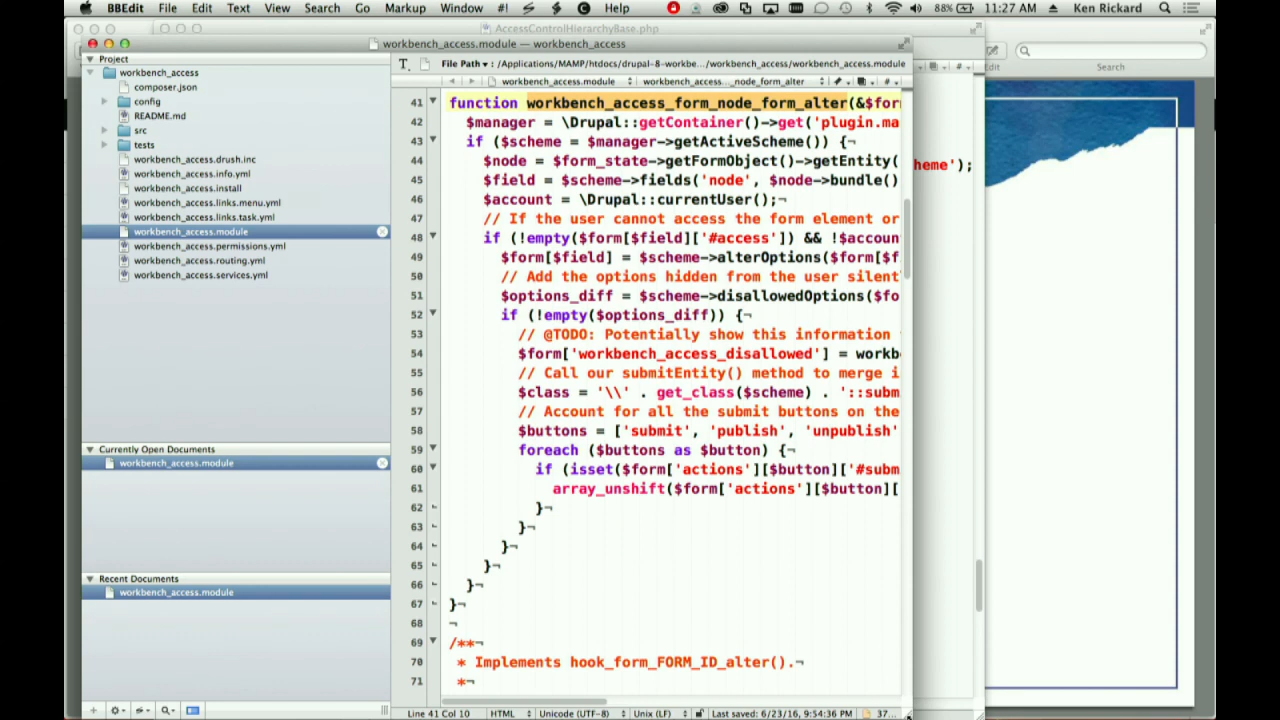 BBEdit File Edit Text View Search Go Markup Window #! Help 88% 11:27 AM Ken Rickard
AccessControlHierarchyBase.php
workbench_access.module — workbench_access
Project
File Path ▾ : /Applications/MAMP/htdocs/drupal-8-workbe.../workbench_access/workbench_access.module
workbench_access.module workbench_access..._node_form_alter
Search
workbench_access
composer.json
config
README.md
src
tests
workbench_access.drush.inc
workbench_access.info.yml
workbench_access.install
workbench_access.links.menu.yml
workbench_access.links.task.yml
workbench_access.module
workbench_access.permissions.yml
workbench_access.routing.yml
workbench_access.services.yml
Currently Open Documents
workbench_access.module
Recent Documents
workbench_access.module
41 function workbench_access_form_node_form_alter(&$for
42 $manager = \Drupal::getContainer()->get('plugin.ma
43 if ($scheme = $manager->getActiveScheme()) {¬
44 $node = $form_state->getFormObject()->getEntity(
45 $field = $scheme->fields('node', $node->bundle()
46 $account = \Drupal::currentUser();¬
47 // If the user cannot access the form element or
48 if (!empty($form[$field]['#access']) && !$accoun
49 $form[$field] = $scheme->alterOptions($form[$f
50 // Add the options hidden from the user silent
51 $options_diff = $scheme->disallowedOptions($fo
52 if (!empty($options_diff)) {¬
53 // @TODO: Potentially show this information
54 $form['workbench_access_disallowed'] = workb
55 // Call our submitEntity() method to merge i
56 $class = '\\' . get_class($scheme) . '::subm
57 // Account for all the submit buttons on the
58 $buttons = ['submit', 'publish', 'unpublish'
59 foreach ($buttons as $button) {¬
60 if (isset($form['actions'][$button]['#subm
61 array_unshift($form['actions'][$button][
62 }¬
63 }¬
64 }¬
65 }¬
66 }¬
67 }¬
68 ¬
69 /**¬
70 * Implements hook_form_FORM_ID_alter().¬
71 *¬
heme');
Line 41 Col 10 HTML Unicode (UTF-8) Unix (LF) Last saved: 6/23/16, 9:54:36 PM 37...